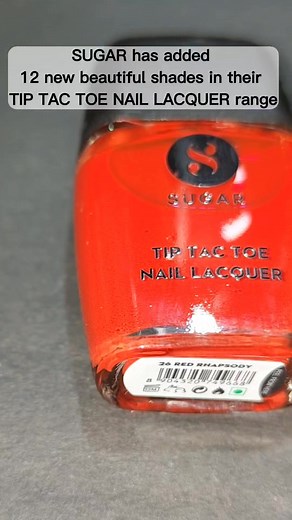 SUGAR has added
12 new beautiful shades in their
TIP TAC TOE NAIL LACQUER range
S
SUGAR
TIP TAC TOE
NAIL LACQUER
26 RED RHAPSODY